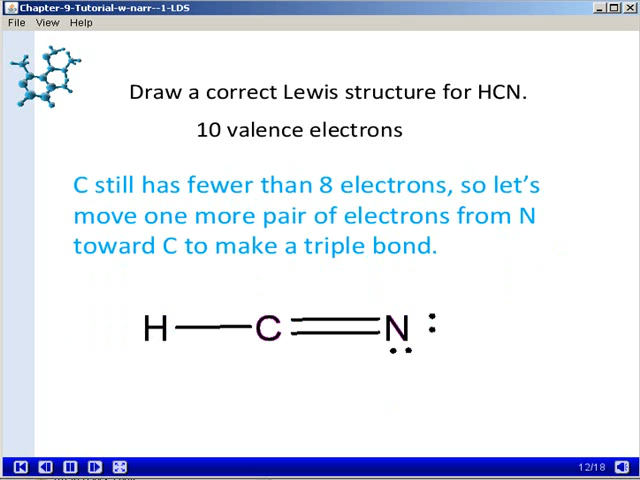 Chapter-9-Tutorial-w-narr--1-LDS
File View Help
Draw a correct Lewis structure for HCN.
10 valence electrons
C still has fewer than 8 electrons, so let's
move one more pair of electrons from N
toward C to make a triple bond.
H C N
12/18